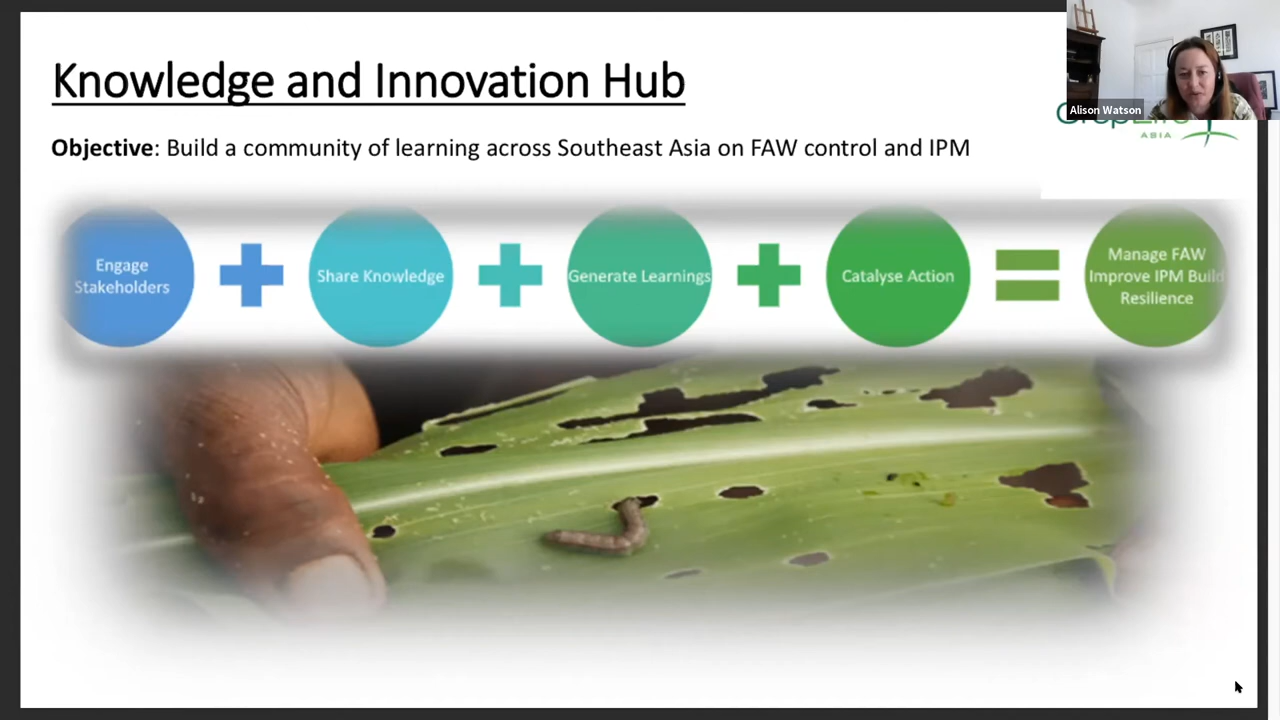 Knowledge and Innovation Hub
Alison Watson
ASIA
Objective: Build a community of learning across Southeast Asia on FAW control and IPM
Engage
Stakeholders
Share Knowledge
Generate Learnings
Catalyse Action
Manage FAW
Improve IPM Build
Resilience